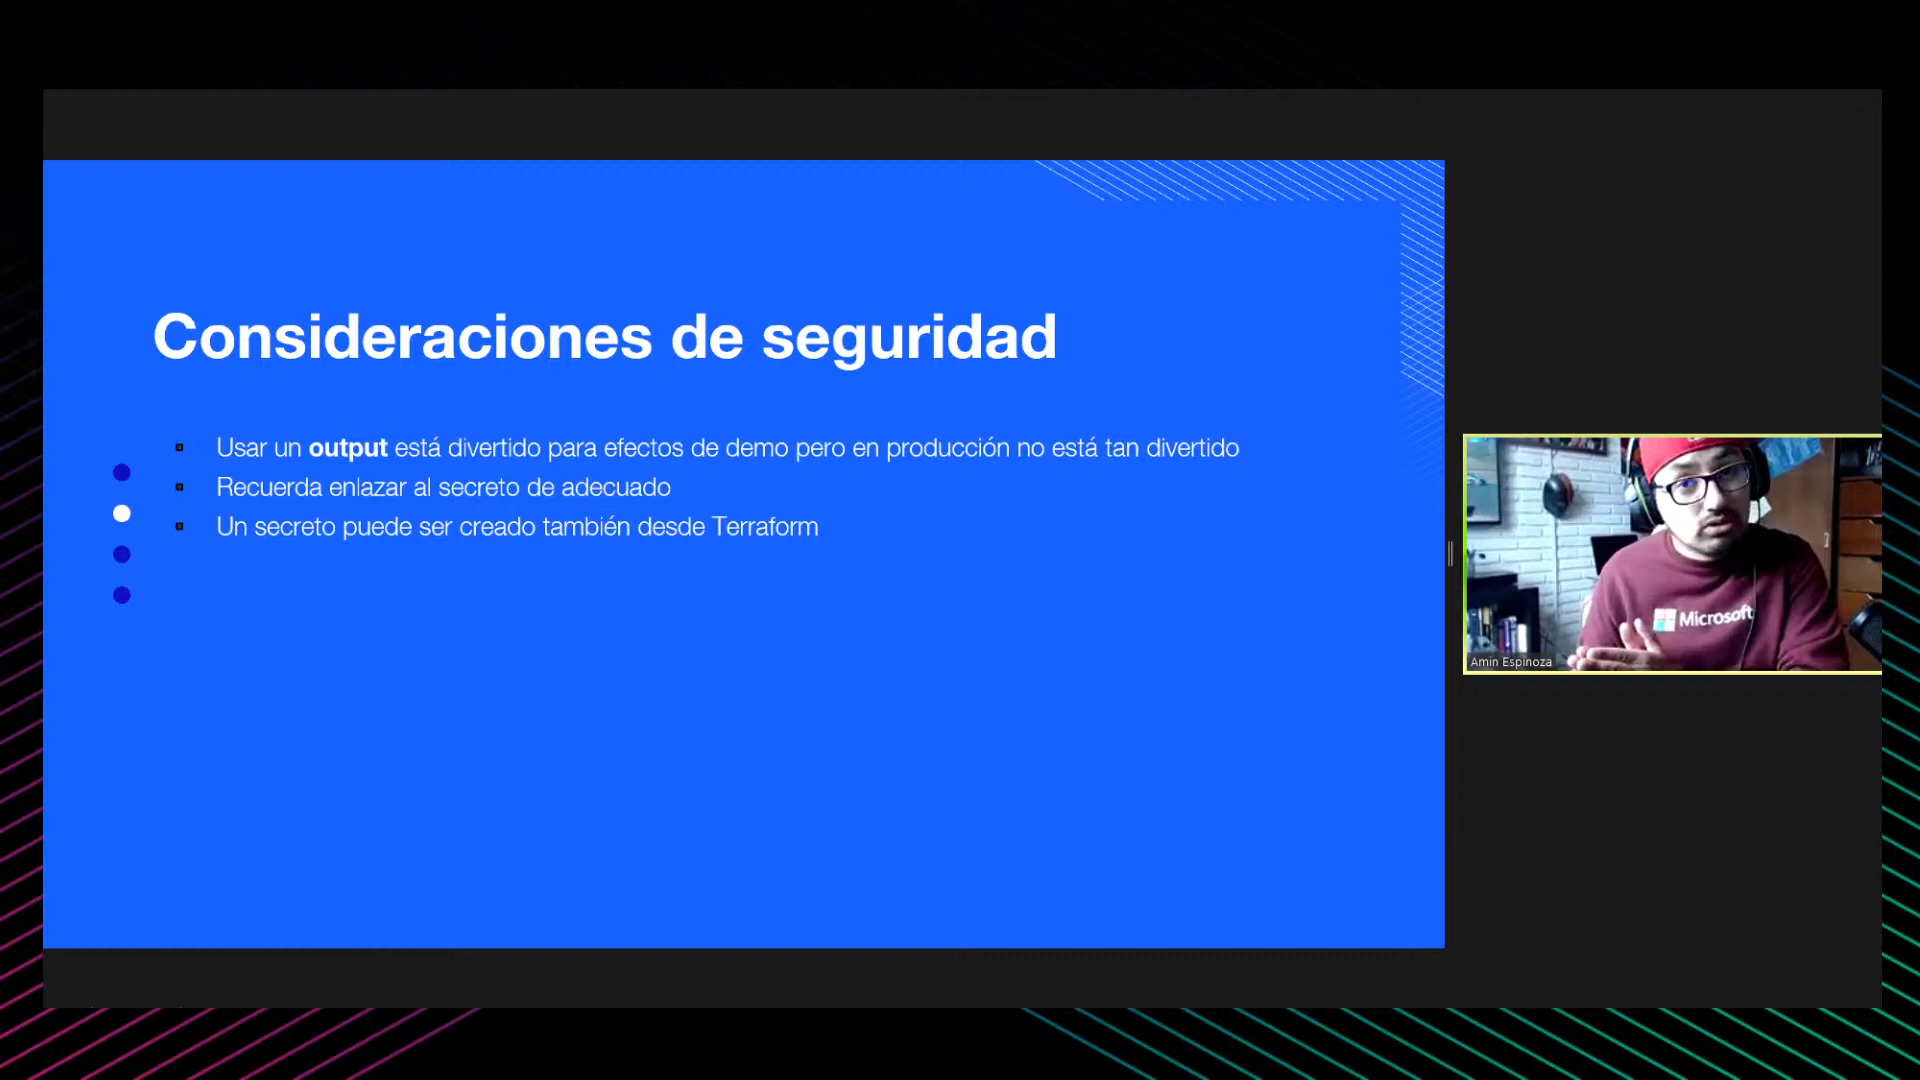 Consideraciones de seguridad
Usar un output está divertido para efectos de demo pero en producción no está tan divertido
Recuerda enlazar al secreto de adecuado
Un secreto puede ser creado también desde Terraform
Microsoft
Amin Espinoza